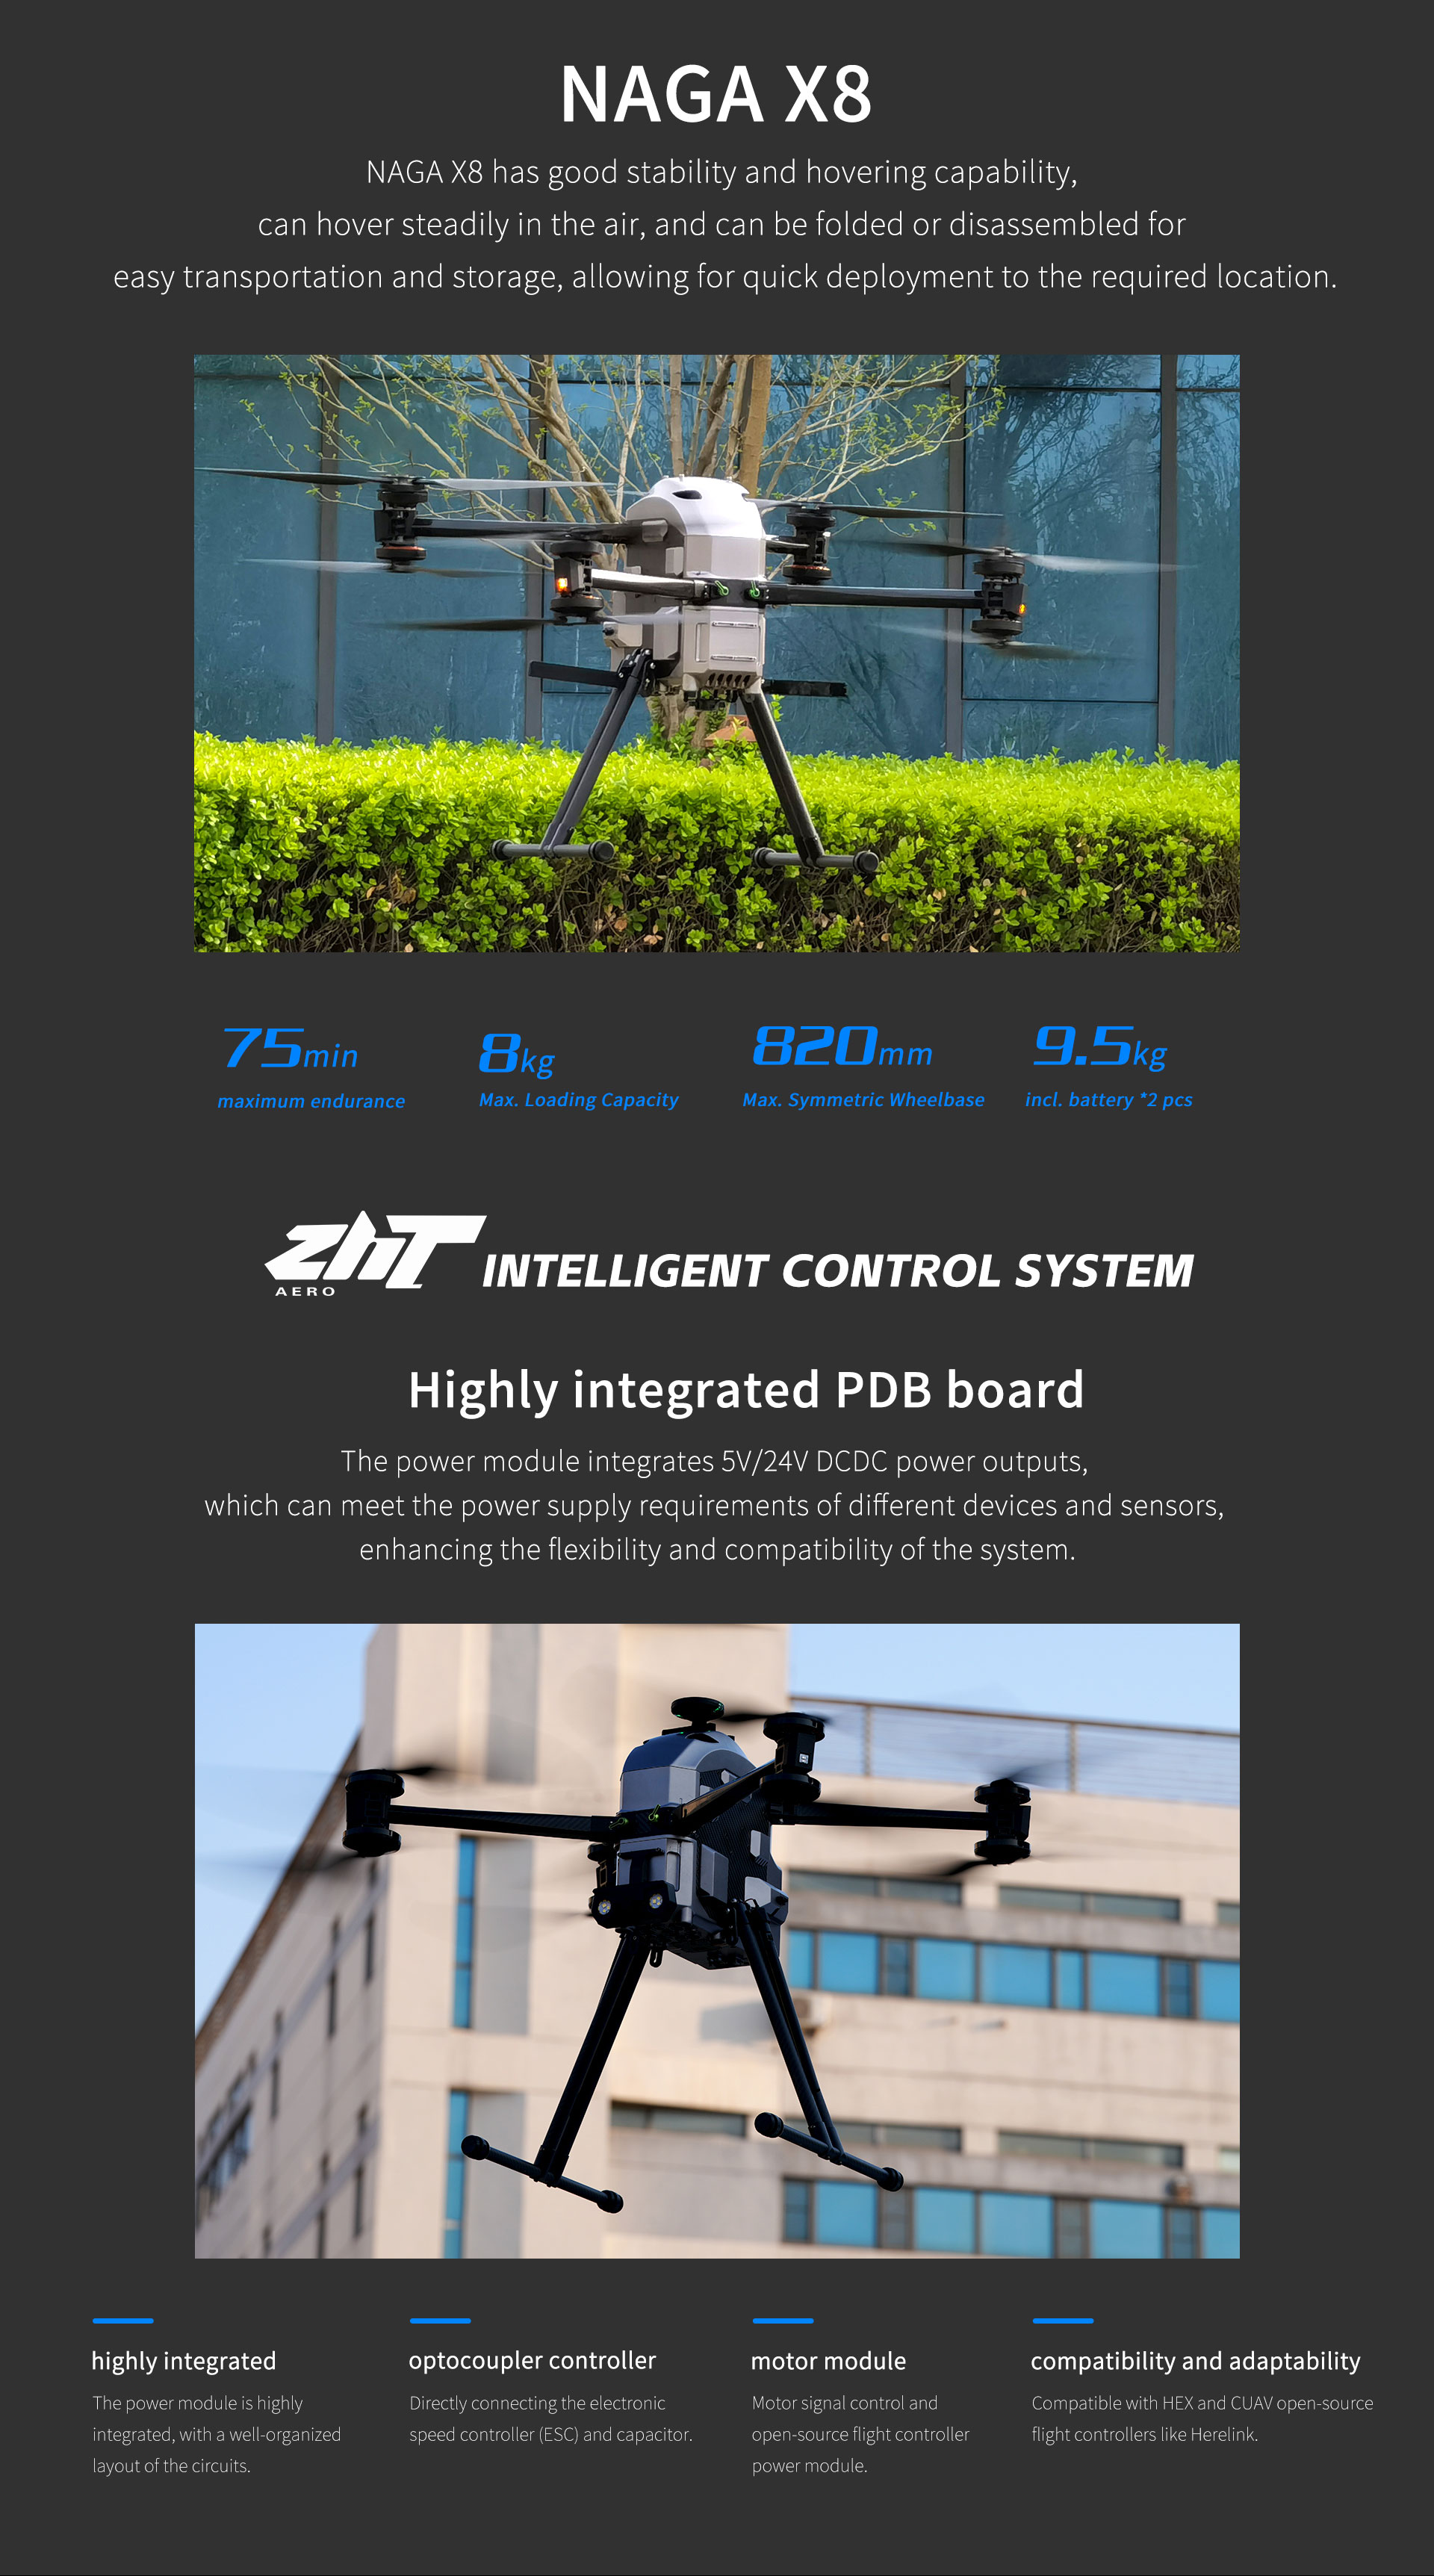 NAGA X8
NAGA X8 has good stability and hovering capability,
can hover steadily in the air, and can be folded or disassembled for
easy transportation and storage, allowing for quick deployment to the required location.
75min
maximum endurance
8kg
Max. Loading Capacity
820mm
Max. Symmetric Wheelbase
9.5kg
incl. battery *2 pcs
zhT AERO INTELLIGENT CONTROL SYSTEM
Highly integrated PDB board
The power module integrates 5V/24V DCDC power outputs,
which can meet the power supply requirements of different devices and sensors,
enhancing the flexibility and compatibility of the system.
highly integrated
The power module is highly
integrated, with a well-organized
layout of the circuits.
optocoupler controller
Directly connecting the electronic
speed controller (ESC) and capacitor.
motor module
Motor signal control and
open-source flight controller
power module.
compatibility and adaptability
Compatible with HEX and CUAV open-source
flight controllers like Herelink.